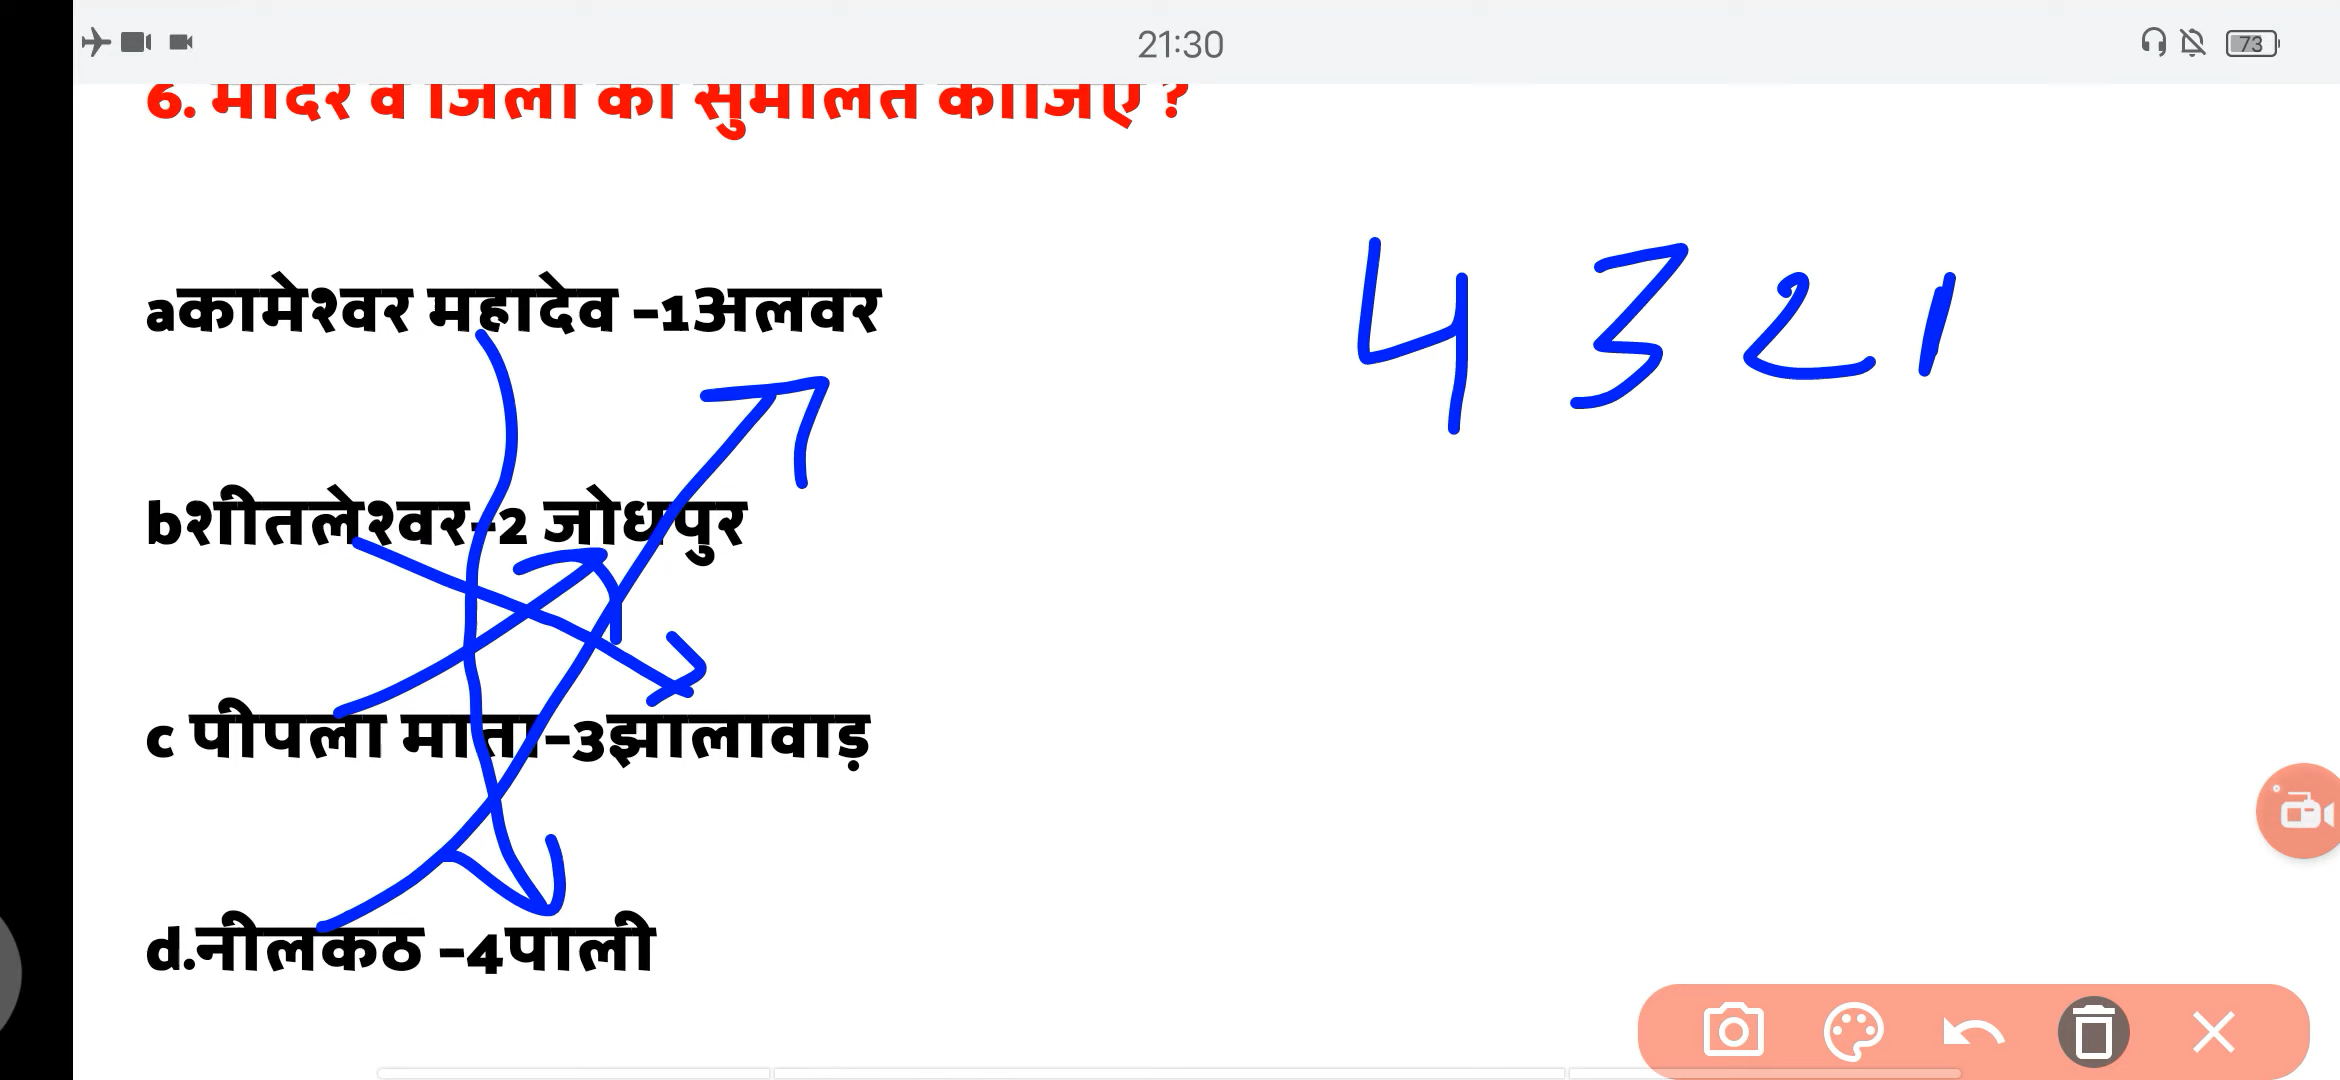 21:30
73
6. मंदिर व जिलों को सुमेलित कीजिए ?
aकामेश्वर महादेव -1अलवर
4 3 2 1
bशीतलेश्वर-2 जोधपुर
c पीपला माता-3झालावाड़
d.नीलकठ -4पाली